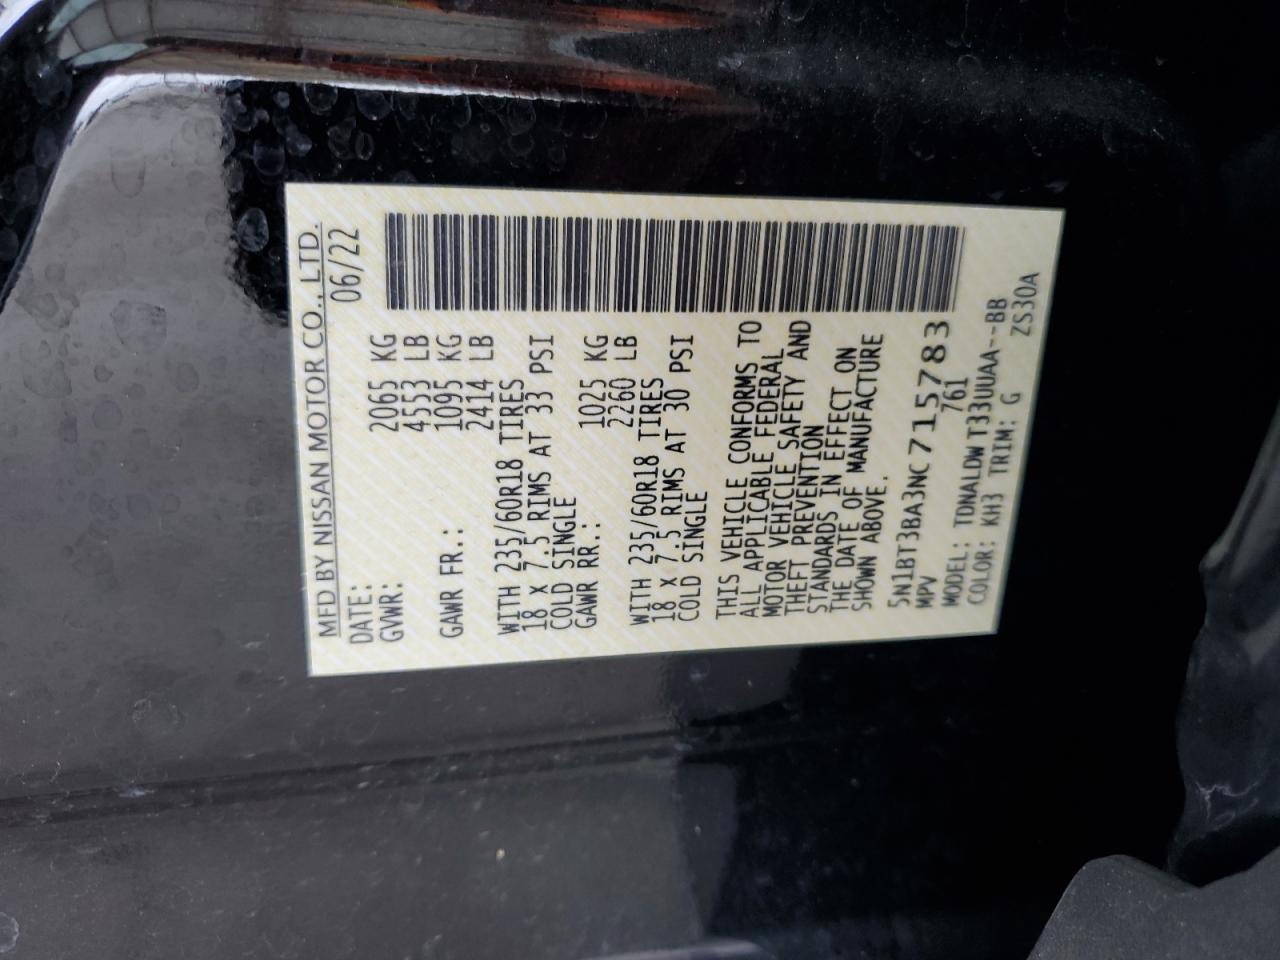 MFD BY NISSAN MOTOR CO., LTD.
DATE: 06/22
GVWR: 2065 KG
4553 LB
GAWR FR.: 1095 KG
2414 LB
WITH 235/60R18 TIRES
18 X 7.5 RIMS AT 33 PSI
COLD SINGLE
GAWR RR.: 1025 KG
2260 LB
WITH 235/60R18 TIRES
18 X 7.5 RIMS AT 30 PSI
COLD SINGLE
THIS VEHICLE CONFORMS TO
ALL APPLICABLE FEDERAL
MOTOR VEHICLE SAFETY AND
THEFT PREVENTION
STANDARDS IN EFFECT ON
THE DATE OF MANUFACTURE
SHOWN ABOVE.
5N1BT3BA3NC715783
MPV 761
MODEL: TDNALDW T33UUAA--BB
COLOR: KH3 TRIM: G ZS30A